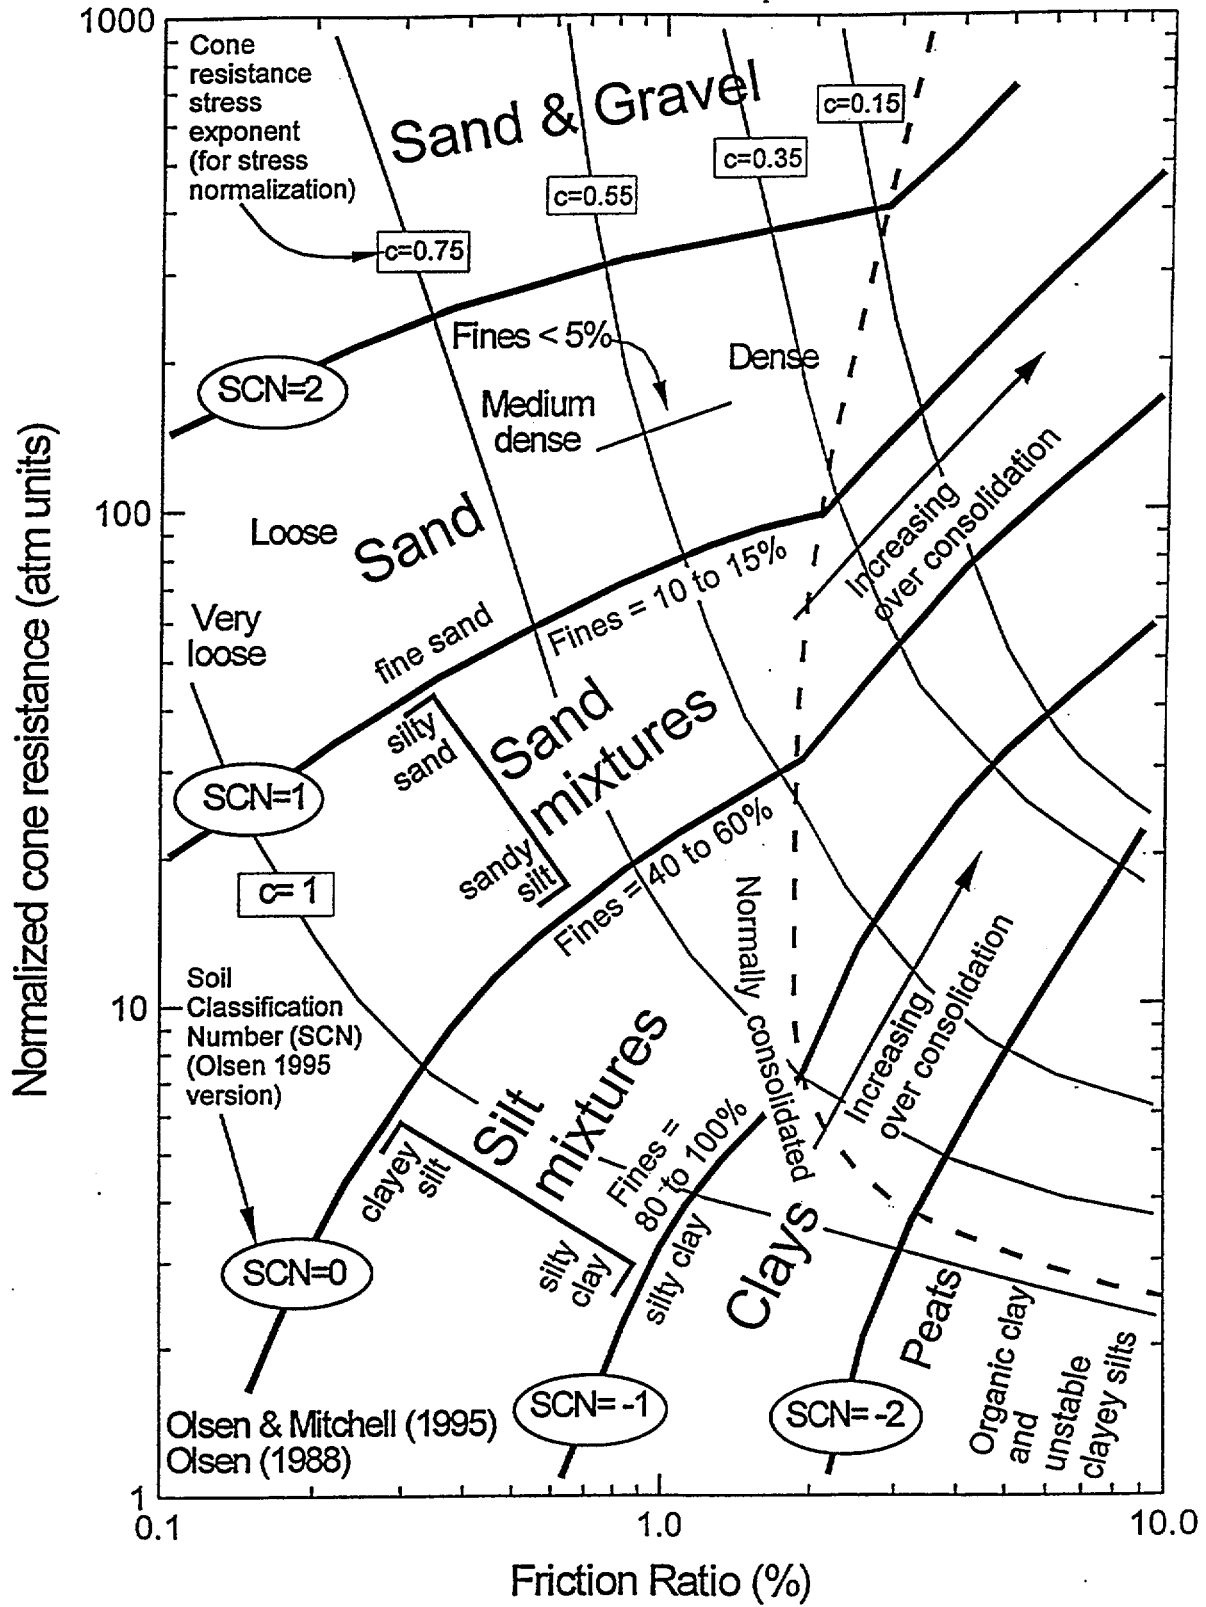 1000
Cone
resistance
stress
exponent
(for stress
normalization)
Sand & Gravel
c=0.15
c=0.35
c=0.55
c=0.75
Fines < 5%
Dense
SCN=2
Medium
dense
Normalized cone resistance (atm units)
100
Loose
Sand
Increasing
over consolidation
Very
loose
fine sand
Fines = 10 to 15%
silty
sand
Sand
mixtures
SCN=1
sandy
silt
Fines = 40 to 60%
c= 1
Normally consolidated
Soil
Classification
Number (SCN)
(Olsen 1995
version)
10
Increasing
over consolidation
Silt
mixtures
Fines =
80 to 100%
clayey
silt
silty
clay
silty clay
Clays
SCN=0
Peats
Organic clay
and
unstable
clayey silts
SCN= -1
SCN= -2
Olsen & Mitchell (1995)
Olsen (1988)
1
0.1
1.0
10.0
Friction Ratio (%)